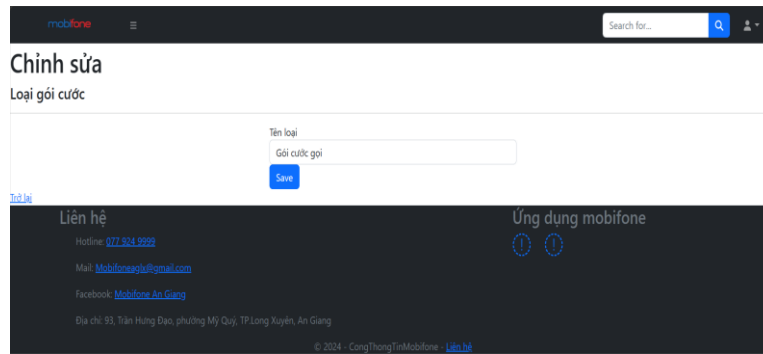 mobifone
Search for...
Chỉnh sửa
Loại gói cước
Tên loại
Gói cước gọi
Save
Trở lại
Liên hệ
Ứng dụng mobifone
Hotline: 077 924 9999
Mail: Mobifoneaglx@gmail.com
Facebook: Mobifone An Giang
Địa chỉ: 93, Trần Hưng Đạo, phường Mỹ Quý, TP.Long Xuyên, An Giang
© 2024 - CongThongTinMobifone - Liên hệ